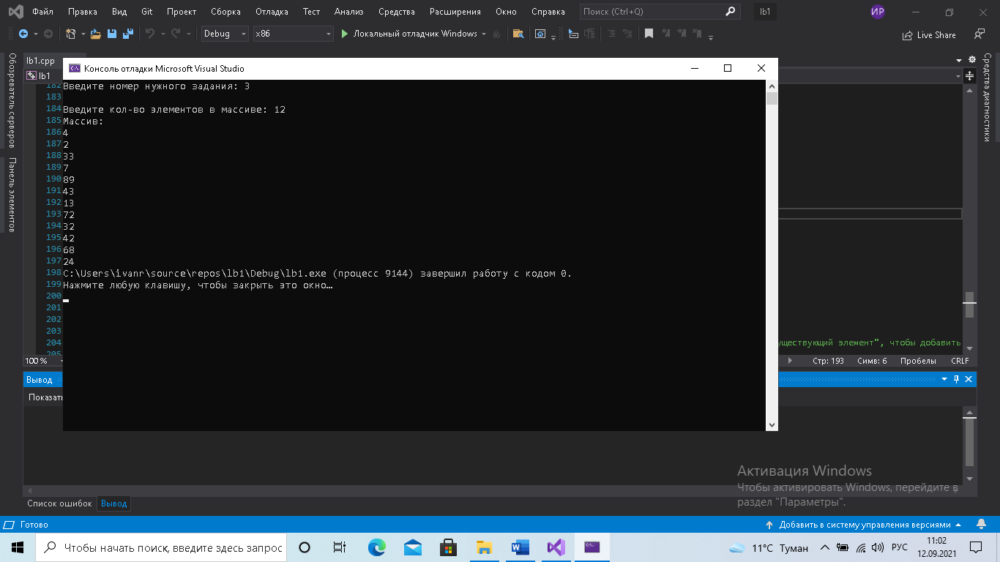 Файл Правка Вид Git Проект Сборка Отладка Тест Анализ Средства Расширения Окно Справка Поиск (Ctrl+Q) lb1 ИР
Debug x86 Локальный отладчик Windows Live Share
Обозреватель серверов
Панель элементов
Средства диагностики
lb1.cpp
lb1
Консоль отладки Microsoft Visual Studio
182 Введите номер нужного задания: 3
183
184 Введите кол-во элементов в массиве: 12
185 Массив:
186 4
187 2
188 33
189 7
190 89
191 43
192 13
193 72
194 32
195 42
196 68
197 24
198 C:\Users\ivanr\source\repos\lb1\Debug\lb1.exe (процесс 9144) завершил работу с кодом 0.
199 Нажмите любую клавишу, чтобы закрыть это окно…
200
201
202
203
204 уществующий элемент", чтобы добавить
205
100 % Стр: 193 Симв: 6 Пробелы CRLF
Вывод
Показать
Активация Windows
Чтобы активировать Windows, перейдите в
раздел "Параметры".
Список ошибок Вывод
Готово Добавить в систему управления версиями
Чтобы начать поиск, введите здесь запрос 11°C Туман РУС 11:02
12.09.2021